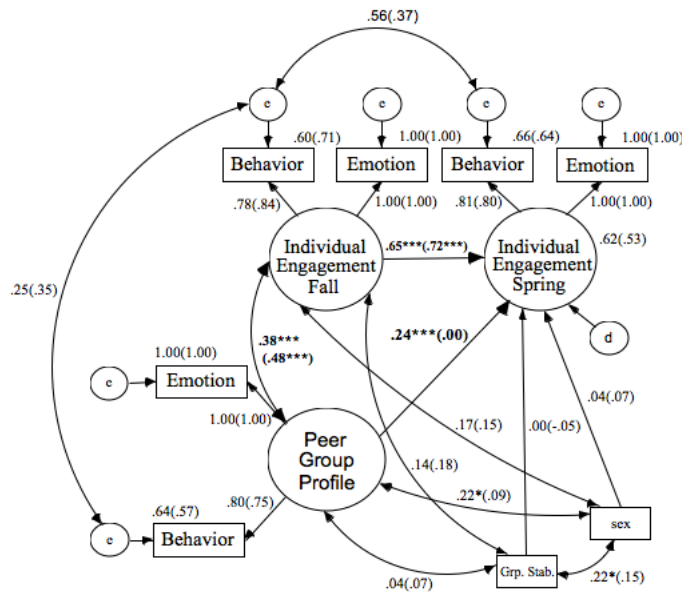 .56(.37)
e
e
e
e
.60(.71)
1.00(1.00)
.66(.64)
1.00(1.00)
Behavior
Emotion
Behavior
Emotion
.78(.84)
1.00(1.00)
.81(.80)
1.00(1.00)
Individual
Engagement
Fall
.65***(.72***)
Individual
Engagement
Spring
.62(.53)
.25(.35)
.38***
(.48***)
.24***(.00)
d
1.00(1.00)
e
Emotion
1.00(1.00)
.04(.07)
.17(.15)
.00(-.05)
Peer
Group
Profile
.14(.18)
.22*(.09)
.64(.57)
.80(.75)
sex
e
Behavior
Grp. Stab.
.04(.07)
.22*(.15)